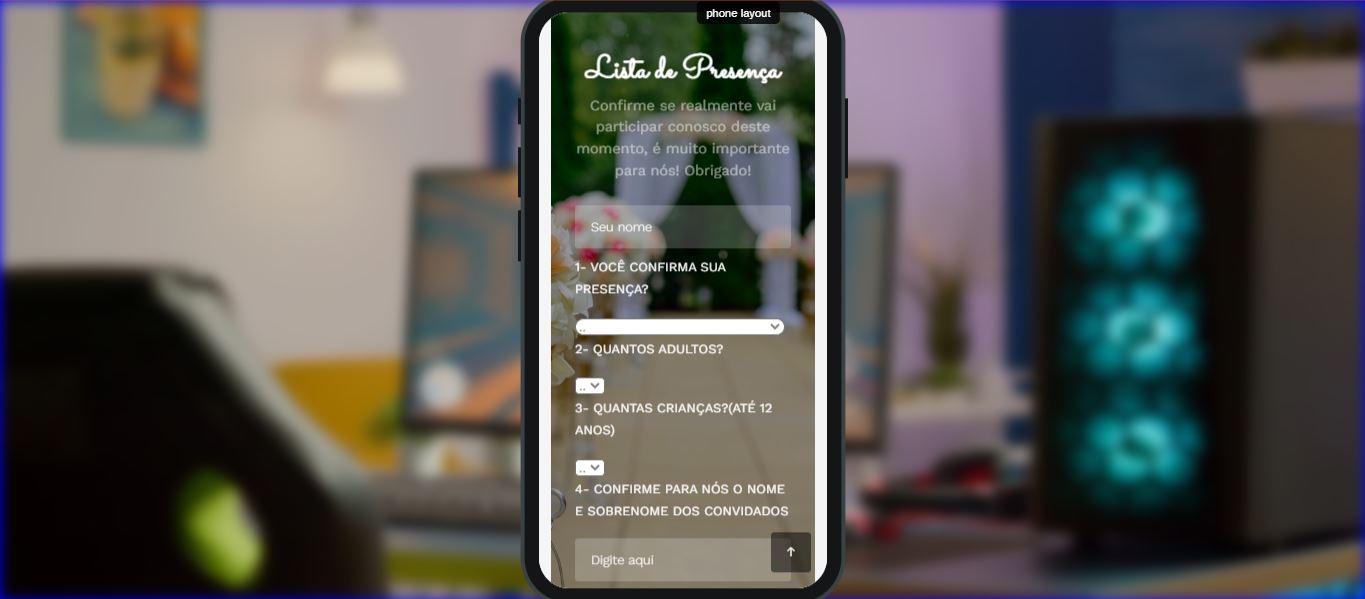 phone layout
Lista de Presença
Confirme se realmente vai
participar conosco deste
momento, é muito importante
para nós! Obrigado!
Seu nome
1- VOCÊ CONFIRMA SUA
PRESENÇA?
..
2- QUANTOS ADULTOS?
..
3- QUANTAS CRIANÇAS?(ATÉ 12
ANOS)
..
4- CONFIRME PARA NÓS O NOME
E SOBRENOME DOS CONVIDADOS
Digite aqui